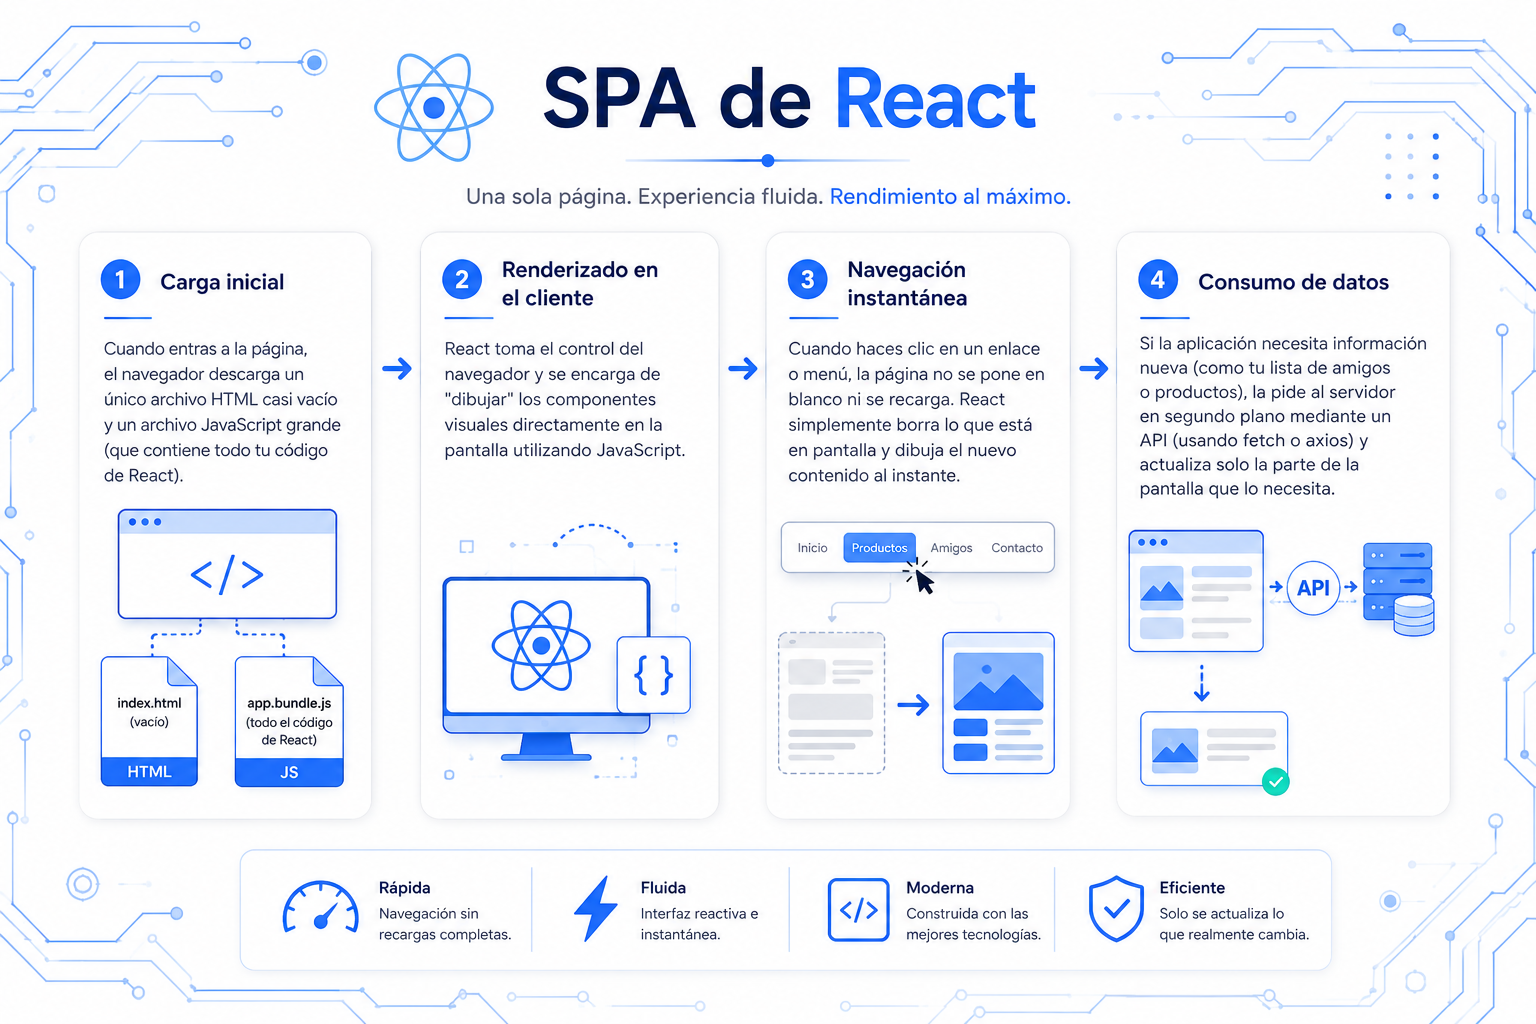 SPA de React
Una sola página. Experiencia fluida. Rendimiento al máximo.
1
Carga inicial
Cuando entras a la página,
el navegador descarga un
único archivo HTML casi vacío
y un archivo JavaScript grande
(que contiene todo tu código
de React).
</>
index.html
(vacío)
HTML
app.bundle.js
(todo el código
de React)
JS
2
Renderizado en
el cliente
React toma el control del
navegador y se encarga de
"dibujar" los componentes
visuales directamente en la
pantalla utilizando JavaScript.
{ }
3
Navegación
instantánea
Cuando haces clic en un enlace
o menú, la página no se pone en
blanco ni se recarga. React
simplemente borra lo que está
en pantalla y dibuja el nuevo
contenido al instante.
Inicio Productos Amigos Contacto
4
Consumo de datos
Si la aplicación necesita información
nueva (como tu lista de amigos
o productos), la pide al servidor
en segundo plano mediante un
API (usando fetch o axios) y
actualiza solo la parte de la
pantalla que lo necesita.
API
Rápida
Navegación sin
recargas completas.
Fluida
Interfaz reactiva e
instantánea.
</>
Moderna
Construida con las
mejores tecnologías.
Eficiente
Solo se actualiza lo
que realmente cambia.